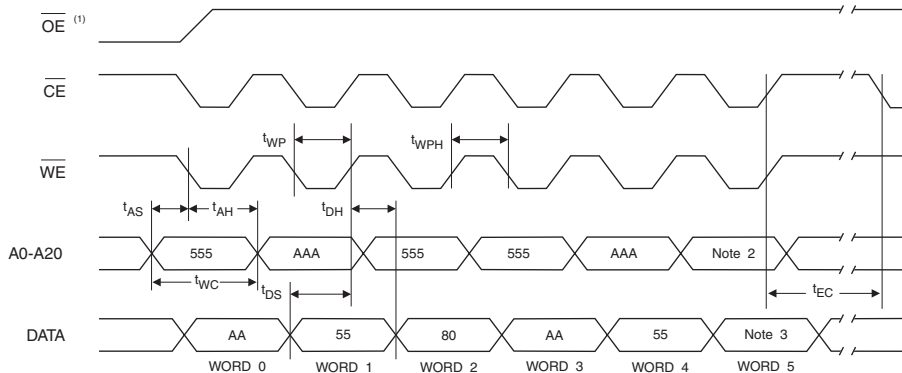 OE (1)
CE
tWP
tWPH
WE
tAS
tAH
tDH
A0-A20
555
AAA
555
555
AAA
Note 2
tWC
tDS
tEC
DATA
AA
55
80
AA
55
Note 3
WORD 0
WORD 1
WORD 2
WORD 3
WORD 4
WORD 5